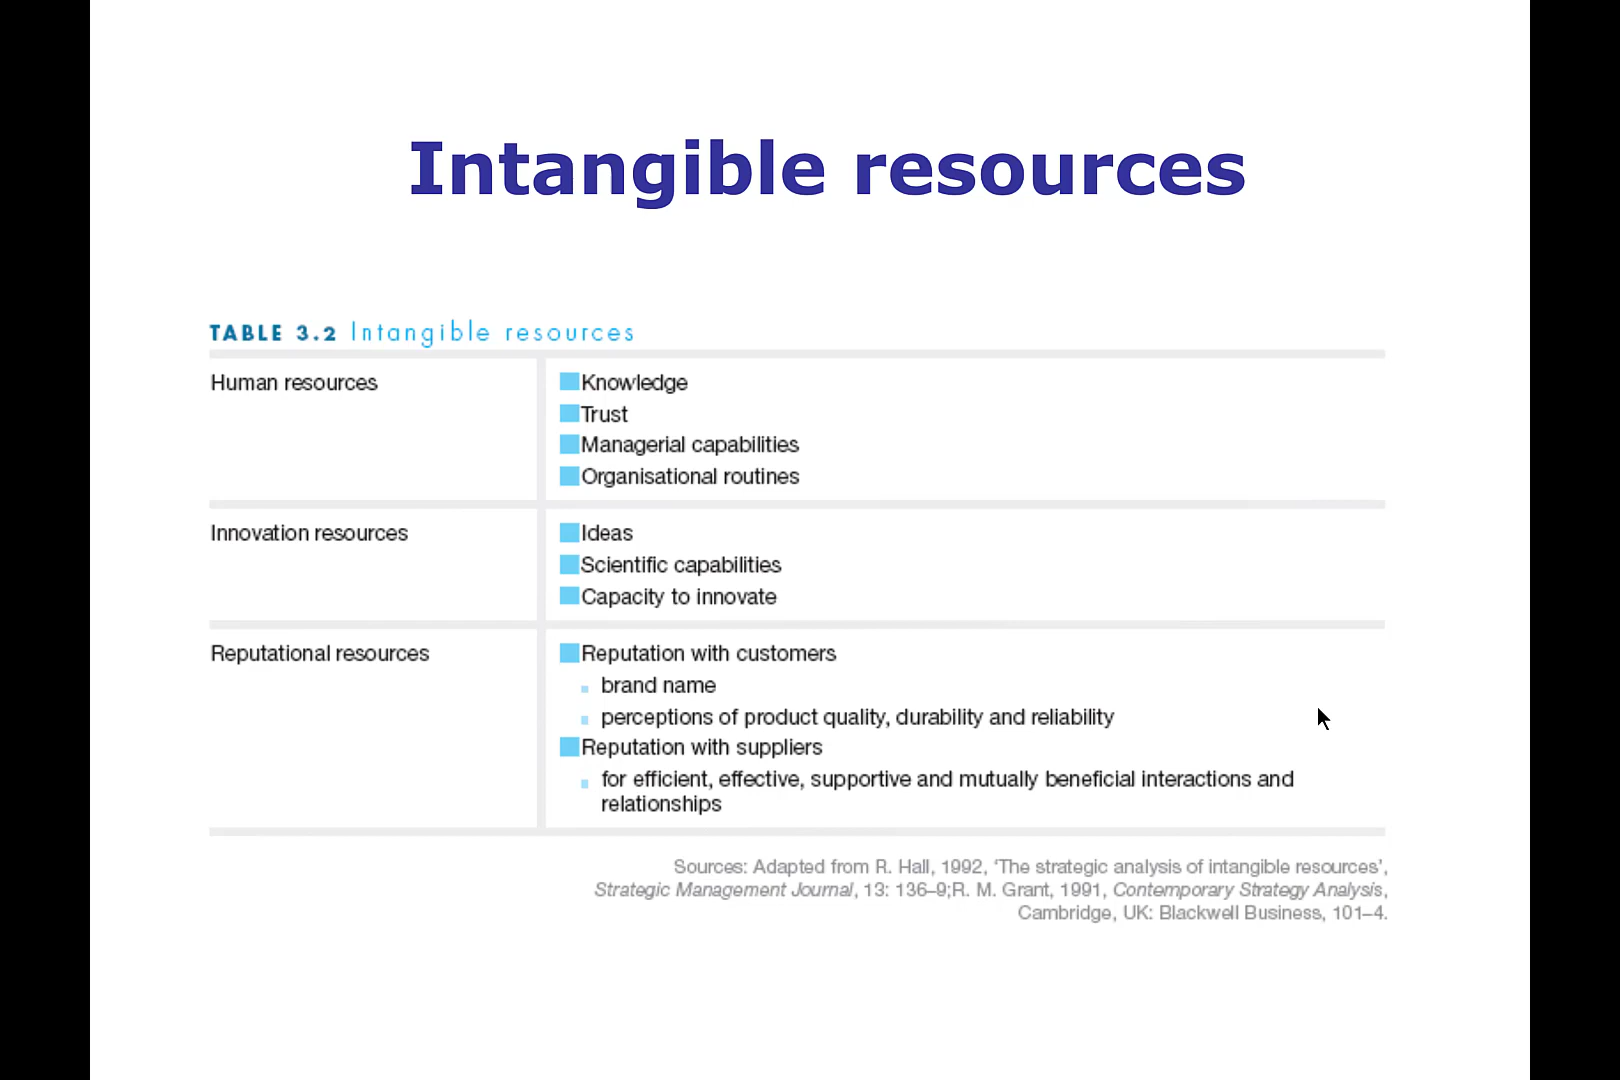 Intangible resources
TABLE 3.2 Intangible resources
Human resources
Knowledge
Trust
Managerial capabilities
Organisational routines
Innovation resources
Ideas
Scientific capabilities
Capacity to innovate
Reputational resources
Reputation with customers
brand name
perceptions of product quality, durability and reliability
Reputation with suppliers
for efficient, effective, supportive and mutually beneficial interactions and
relationships
Sources: Adapted from R. Hall, 1992, ‘The strategic analysis of intangible resources’,
Strategic Management Journal, 13: 136–9;R. M. Grant, 1991, Contemporary Strategy Analysis,
Cambridge, UK: Blackwell Business, 101–4.